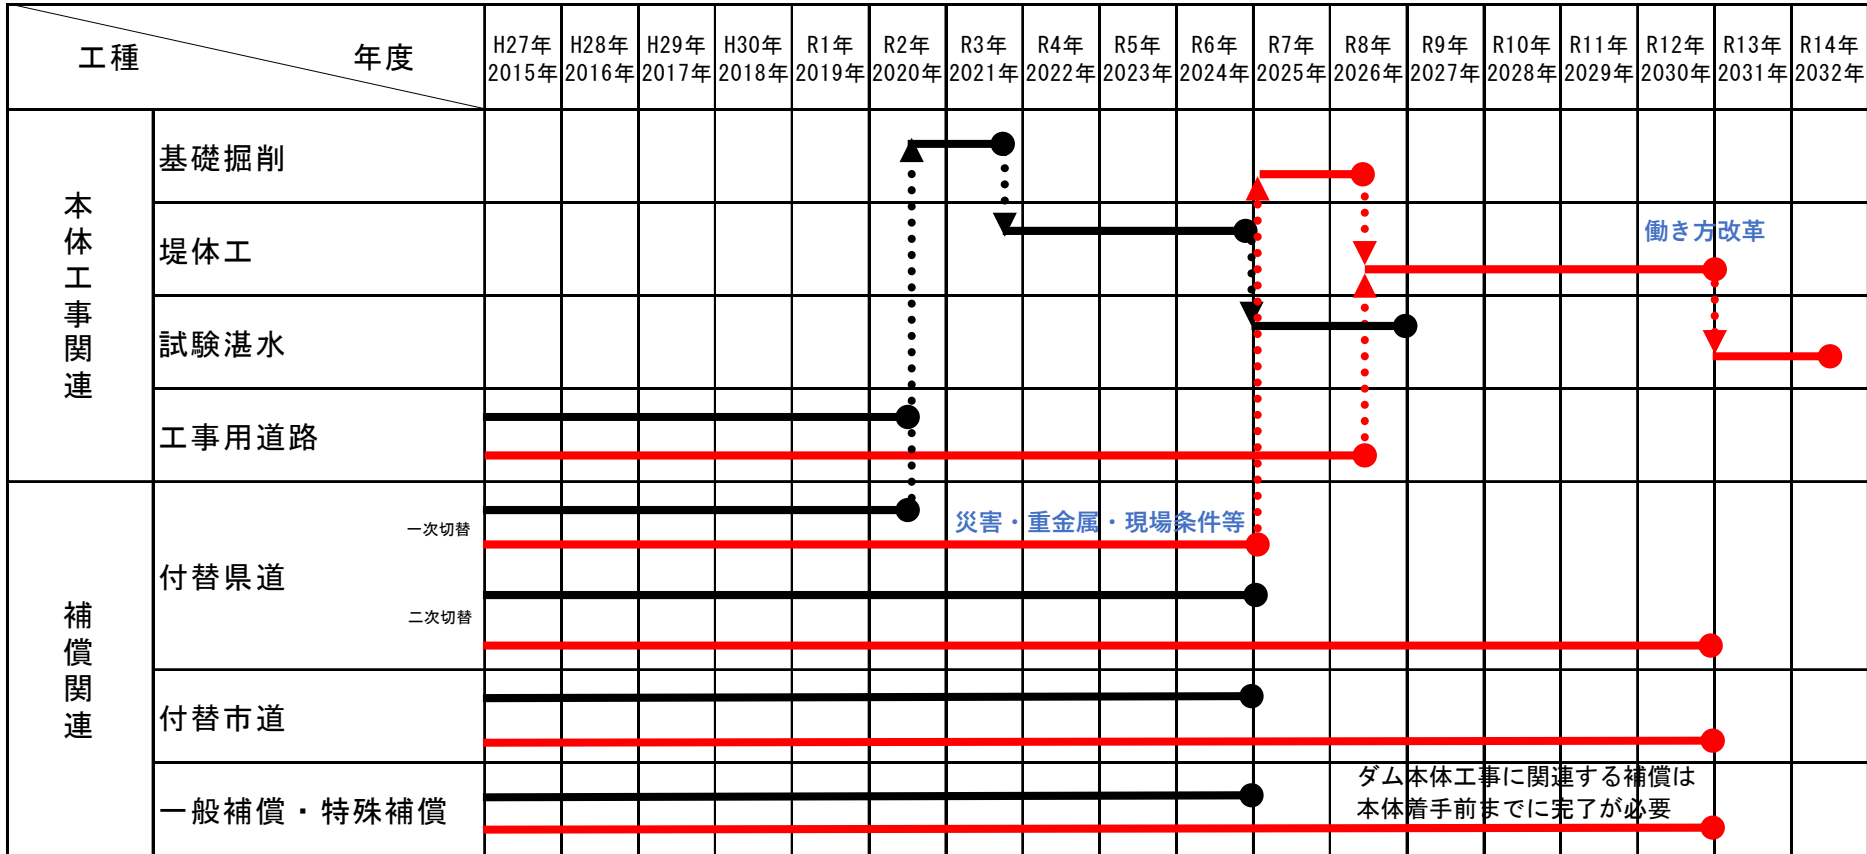 工種 年度
H27年 H28年 H29年 H30年 R1年 R2年 R3年 R4年 R5年 R6年 R7年 R8年 R9年 R10年 R11年 R12年 R13年 R14年
2015年 2016年 2017年 2018年 2019年 2020年 2021年 2022年 2023年 2024年 2025年 2026年 2027年 2028年 2029年 2030年 2031年 2032年
本体工事関連
基礎掘削
堤体工
働き方改革
試験湛水
工事用道路
補償関連
付替県道
一次切替
災害・重金属・現場条件等
二次切替
付替市道
一般補償・特殊補償
ダム本体工事に関連する補償は
本体着手前までに完了が必要